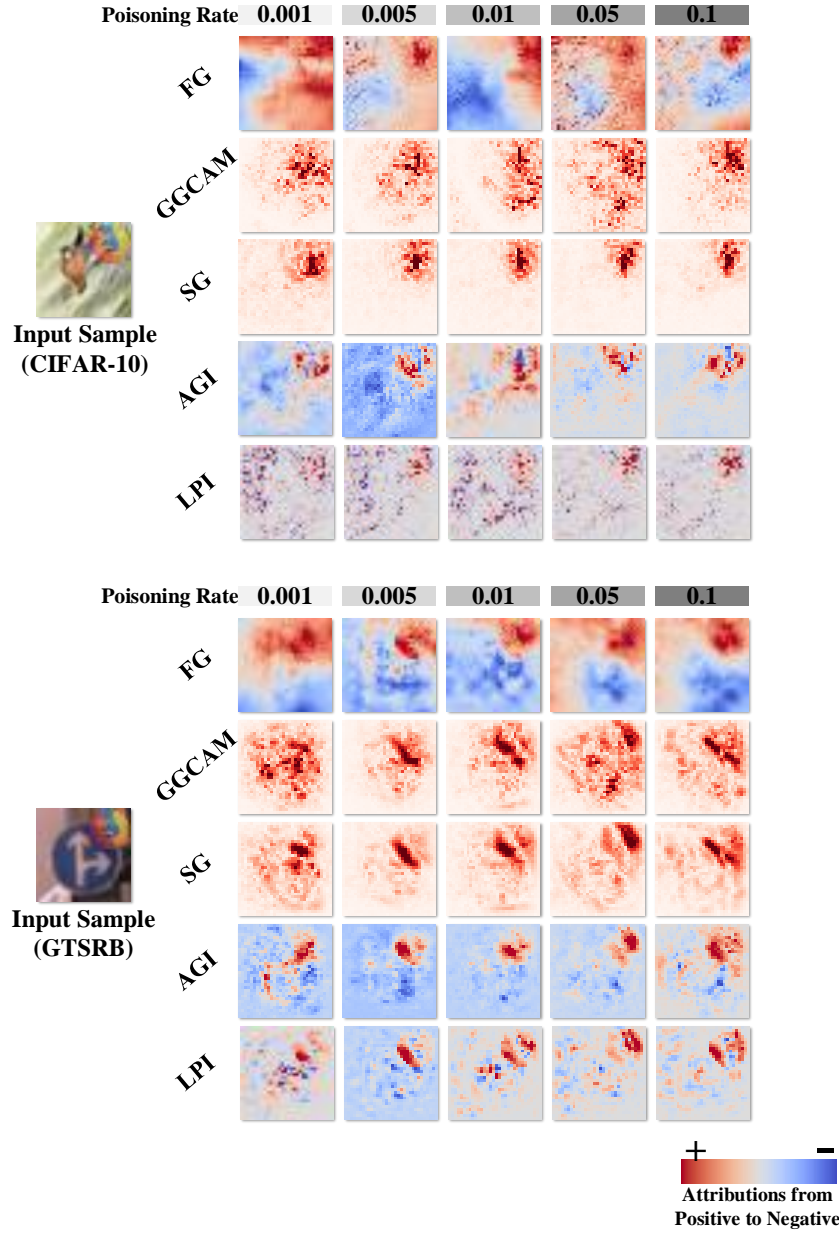 Poisoning Rate 0.001 0.005 0.01 0.05 0.1
FG
GGCAM
SG
Input Sample
(CIFAR-10)
AGI
LPI
Poisoning Rate 0.001 0.005 0.01 0.05 0.1
FG
GGCAM
SG
Input Sample
(GTSRB)
AGI
LPI
+ -
Attributions from
Positive to Negative